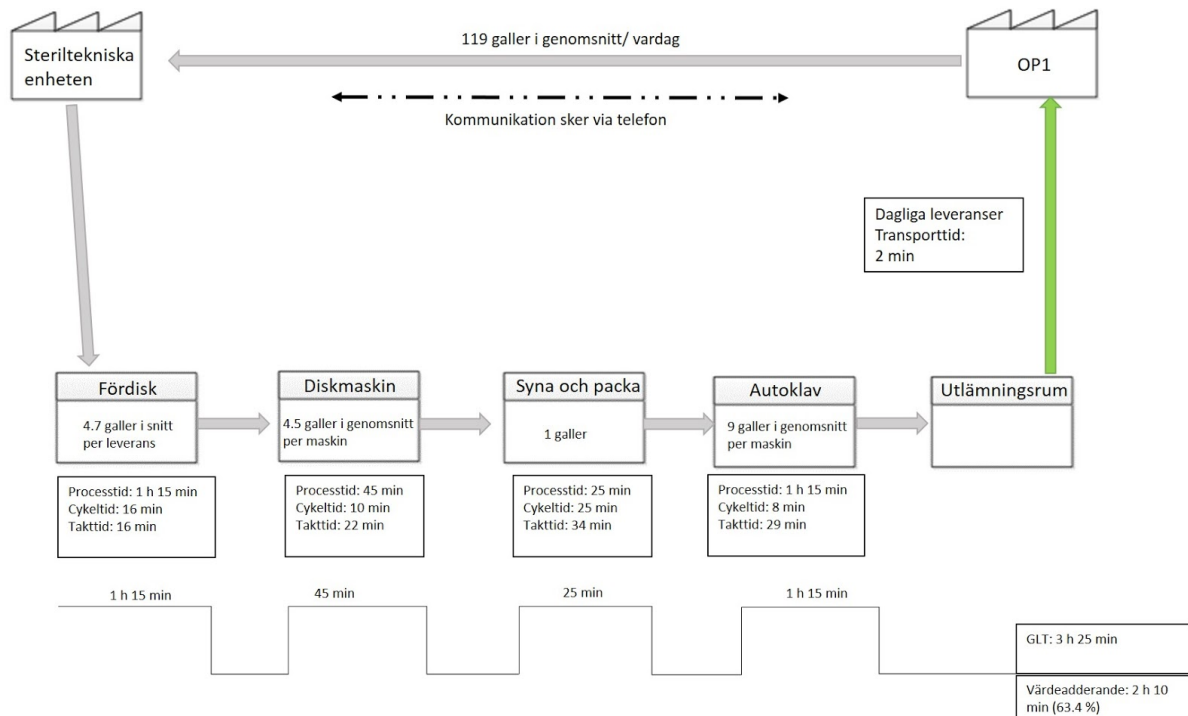 Steriltekniska
enheten
119 galler i genomsnitt/ vardag
OP1
Kommunikation sker via telefon
Dagliga leveranser
Transporttid:
2 min
Fördisk
4.7 galler i snitt
per leverans
Diskmaskin
4.5 galler i genomsnitt
per maskin
Syna och packa
1 galler
Autoklav
9 galler i genomsnitt
per maskin
Utlämningsrum
Processtid: 1 h 15 min
Cykeltid: 16 min
Takttid: 16 min
Processtid: 45 min
Cykeltid: 10 min
Takttid: 22 min
Processtid: 25 min
Cykeltid: 25 min
Takttid: 34 min
Processtid: 1 h 15 min
Cykeltid: 8 min
Takttid: 29 min
1 h 15 min
45 min
25 min
1 h 15 min
GLT: 3 h 25 min
Värdeadderande: 2 h 10
min (63.4 %)